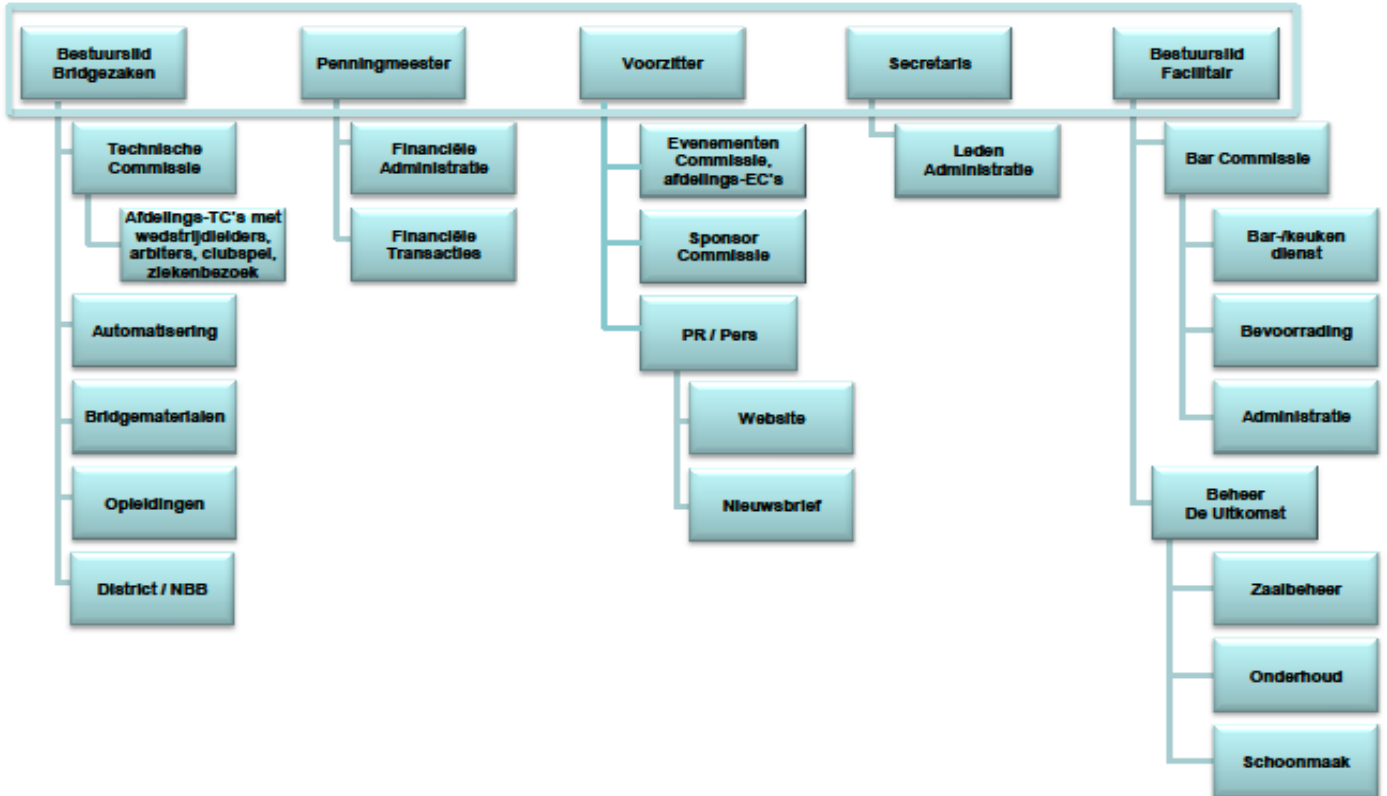 Bestuurslid
Bridgezaken
Penningmeester
Voorzitter
Secretaris
Bestuurslid
Facilitair
Technische
Commissie
Afdelings-TC's met
wedstrijdleiders,
arbiters, clubspel,
ziekenbezoek
Automatisering
Bridgematerialen
Opleidingen
District / NBB
Financiële
Administratie
Financiële
Transacties
Evenementen
Commissie,
afdelings-EC's
Sponsor
Commissie
PR / Pers
Website
Nieuwsbrief
Leden
Administratie
Bar Commissie
Bar-/keuken
dienst
Bevoorrading
Administratie
Beheer
De Uitkomst
Zaalbeheer
Onderhoud
Schoonmaak